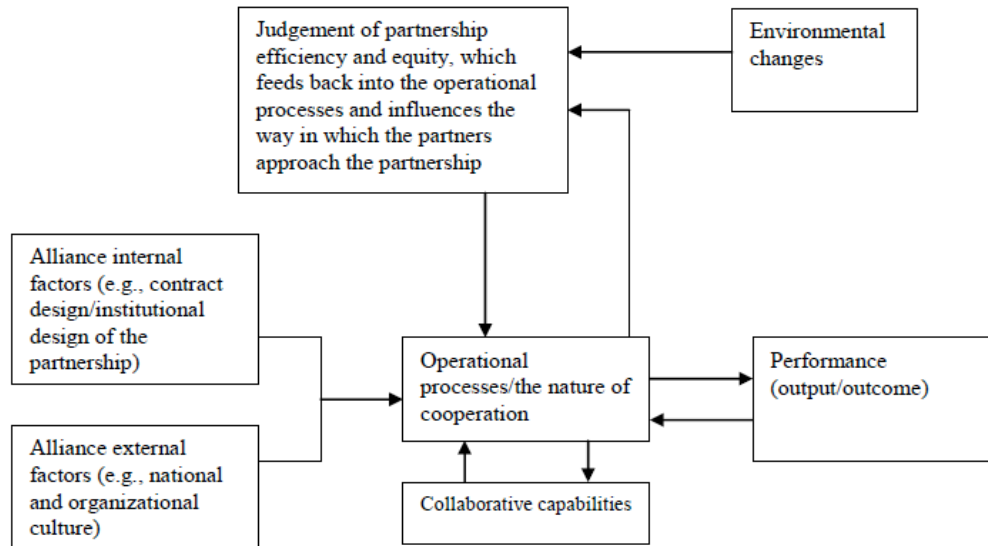 Judgement of partnership
efficiency and equity, which
feeds back into the operational
processes and influences the
way in which the partners
approach the partnership
Environmental
changes
Alliance internal
factors (e.g., contract
design/institutional
design of the
partnership)
Operational
processes/the nature of
cooperation
Performance
(output/outcome)
Alliance external
factors (e.g., national
and organizational
culture)
Collaborative capabilities